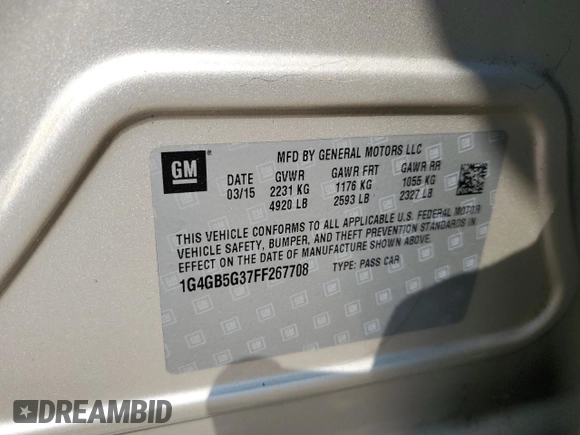 GM
MFD BY GENERAL MOTORS LLC
DATE GVWR GAWR FRT GAWR RR
03/15 2231 KG 1176 KG 1055 KG
4920 LB 2593 LB 2327 LB
THIS VEHICLE CONFORMS TO ALL APPLICABLE U.S. FEDERAL MOTOR
VEHICLE SAFETY, BUMPER, AND THEFT PREVENTION STANDARDS IN
EFFECT ON THE DATE OF MANUFACTURE SHOWN ABOVE.
1G4GB5G37FF267708 TYPE: PASS CAR
DREAMBID